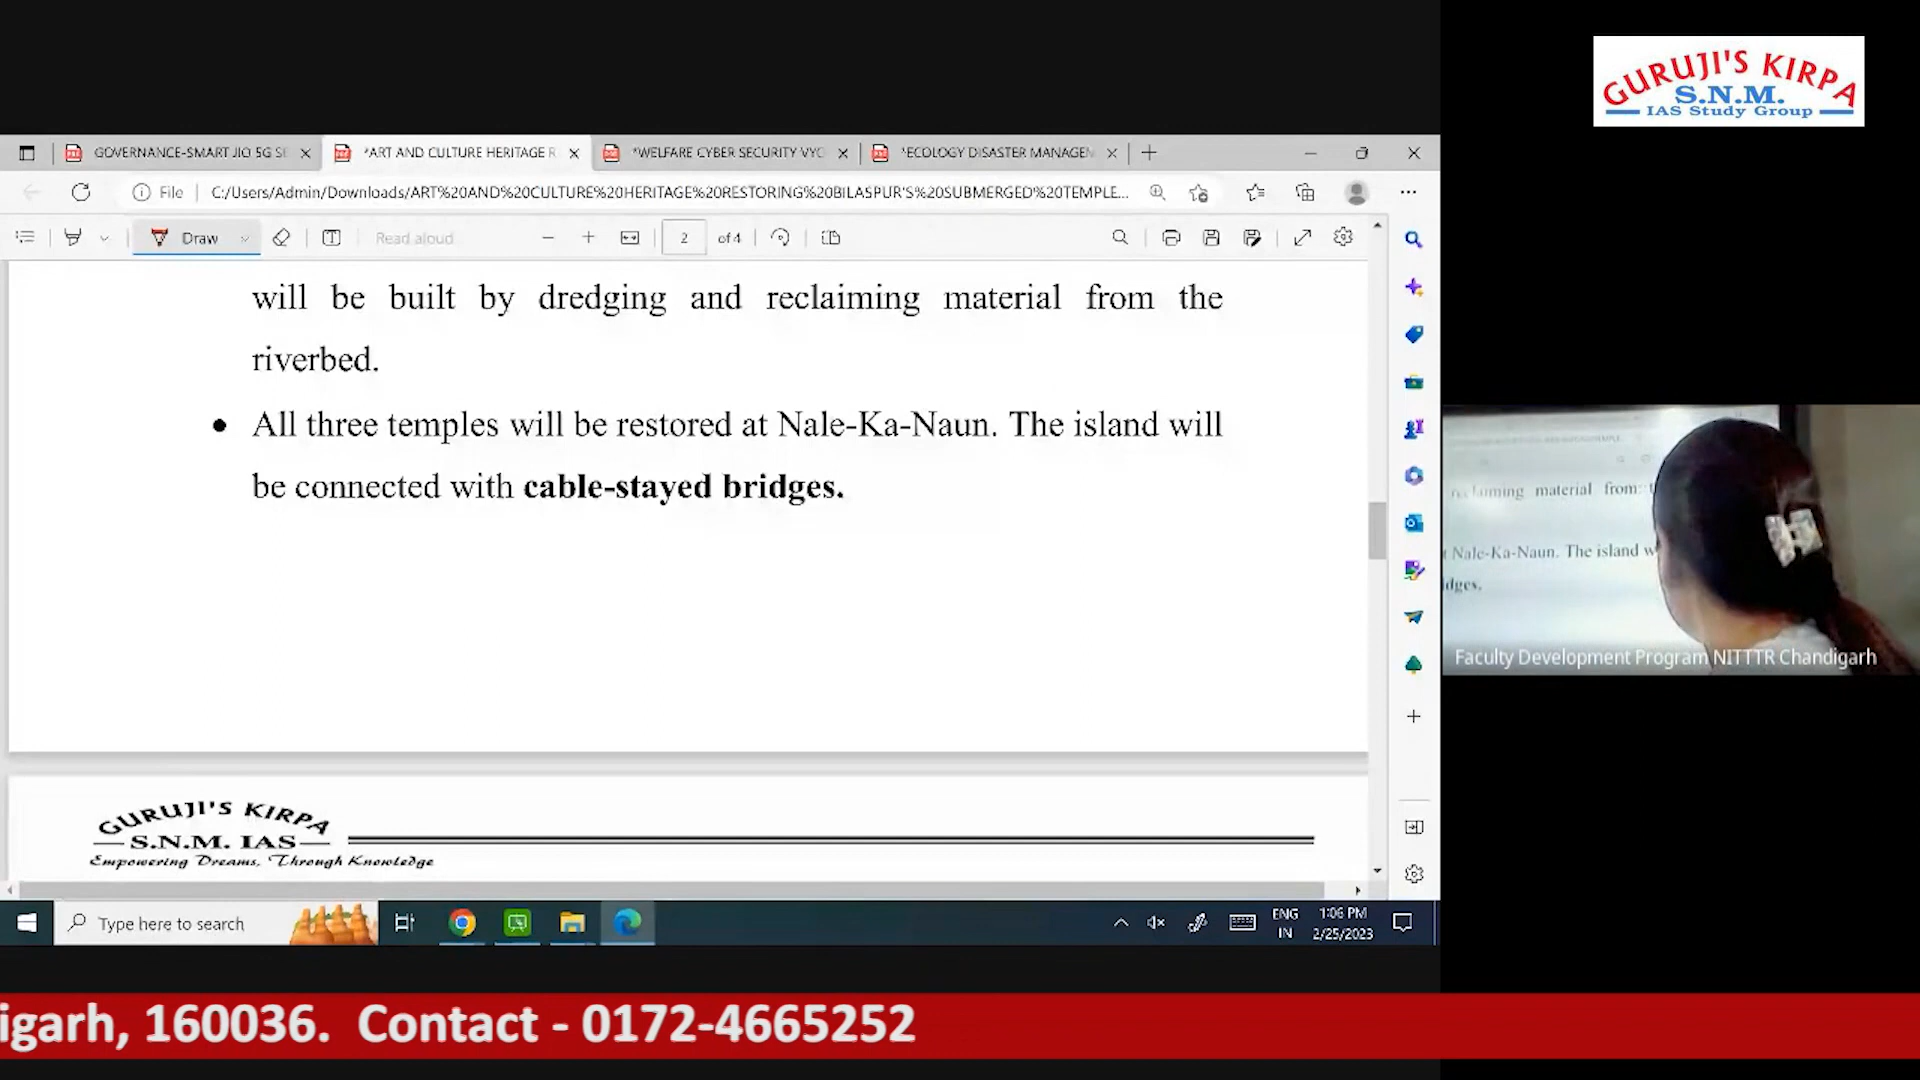 GURUJI'S KIRPA
S.N.M.
IAS Study Group
GOVERNANCE-SMART JIO 5G SE
*ART AND CULTURE HERITAGE R
*WELFARE CYBER SECURITY VYO
*ECOLOGY DISASTER MANAGEN
File
C:/Users/Admin/Downloads/ART%20AND%20CULTURE%20HERITAGE%20RESTORING%20BILASPUR'S%20SUBMERGED%20TEMPLE...
Draw
Read aloud
2
of 4
will be built by dredging and reclaiming material from the
riverbed.
• All three temples will be restored at Nale-Ka-Naun. The island will
be connected with cable-stayed bridges.
material from
Nale-Ka-Naun. The island w
dges.
Faculty Development Program NITTTR Chandigarh
GURUJI'S KIRPA
S.N.M. IAS
Empowering Dreams, Through Knowledge
Type here to search
ENG
IN
1:06 PM
2/25/2023
igarh, 160036. Contact - 0172-4665252